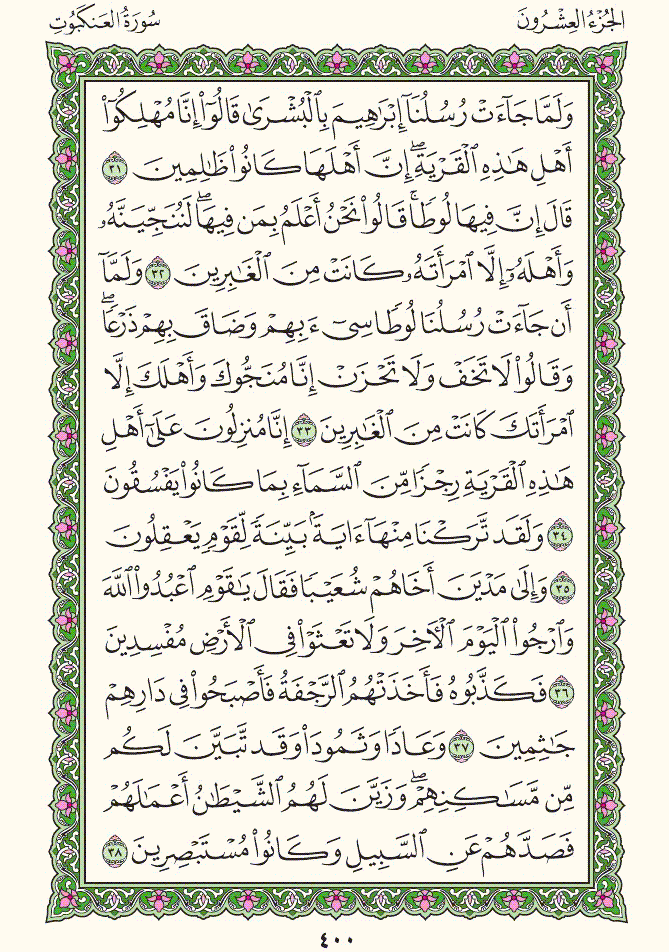 الجُزْءُ العِشْرُونَ
سُورَةُ العَنكَبُوتِ
وَلَمَّا جَآءَتْ رُسُلُنَآ إِبْرَٰهِيمَ بِٱلْبُشْرَىٰ قَالُوٓا۟ إِنَّا مُهْلِكُوٓا۟
أَهْلِ هَٰذِهِ ٱلْقَرْيَةِ ۖ إِنَّ أَهْلَهَا كَانُوا۟ ظَٰلِمِينَ ٣١
قَالَ إِنَّ فِيهَا لُوطًا ۚ قَالُوا۟ نَحْنُ أَعْلَمُ بِمَن فِيهَا ۖ لَنُنَجِّيَنَّهُۥ
وَأَهْلَهُۥٓ إِلَّا ٱمْرَأَتَهُۥ كَانَتْ مِنَ ٱلْغَٰبِرِينَ ٣٢ وَلَمَّآ
أَن جَآءَتْ رُسُلُنَا لُوطًا سِىٓءَ بِهِمْ وَضَاقَ بِهِمْ ذَرْعًا ۖ
وَقَالُوا۟ لَا تَخَفْ وَلَا تَحْزَنْ إِنَّا مُنَجُّوكَ وَأَهْلَكَ إِلَّا
ٱمْرَأَتَكَ كَانَتْ مِنَ ٱلْغَٰبِرِينَ ٣٣ إِنَّا مُنزِلُونَ عَلَىٰٓ أَهْلِ
هَٰذِهِ ٱلْقَرْيَةِ رِجْزًا مِّنَ ٱلسَّمَآءِ بِمَا كَانُوا۟ يَفْسُقُونَ
٣٤ وَلَقَد تَّرَكْنَا مِنْهَآ ءَايَةًۢ بَيِّنَةً لِّقَوْمٍ يَعْقِلُونَ
٣٥ وَإِلَىٰ مَدْيَنَ أَخَاهُمْ شُعَيْبًا فَقَالَ يَٰقَوْمِ ٱعْبُدُوا۟ ٱللَّهَ
وَٱرْجُوا۟ ٱلْيَوْمَ ٱلْءَاخِرَ وَلَا تَعْثَوْا۟ فِى ٱلْأَرْضِ مُفْسِدِينَ
٣٦ فَكَذَّبُوهُ فَأَخَذَتْهُمُ ٱلرَّجْفَةُ فَأَصْبَحُوا۟ فِى دَارِهِمْ
جَٰثِمِينَ ٣٧ وَعَادًا وَثَمُودَا۟ وَقَد تَّبَيَّنَ لَكُم
مِّن مَّسَٰكِنِهِمْ ۖ وَزَيَّنَ لَهُمُ ٱلشَّيْطَٰنُ أَعْمَٰلَهُمْ
فَصَدَّهُمْ عَنِ ٱلسَّبِيلِ وَكَانُوا۟ مُسْتَبْصِرِينَ ٣٨
٤٠٠